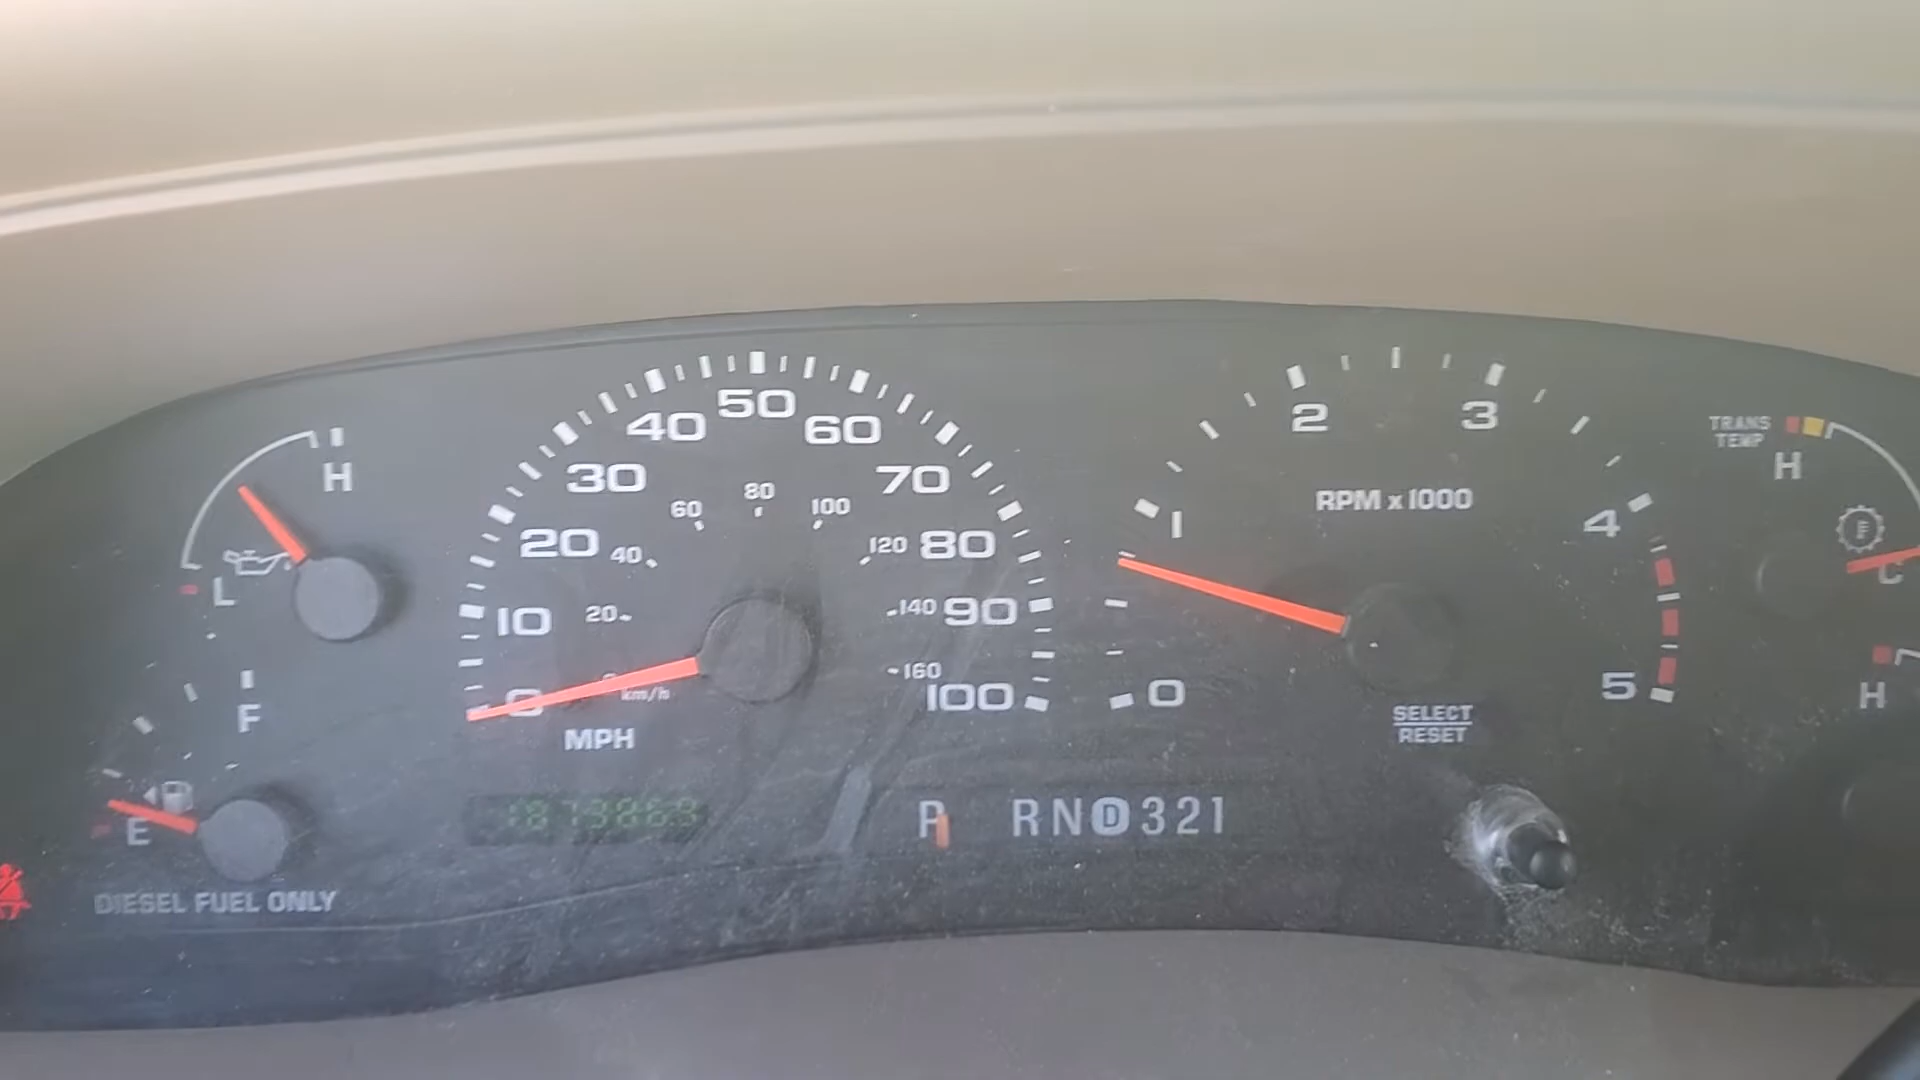 H
L
F
E
DIESEL FUEL ONLY
0 10 20 30 40 50 60 70 80 90 100
20 40 60 80 100 120 140 160
km/h
MPH
P RND321
0 1 2 3 4 5
RPM x1000
SELECT
RESET
TRANS
TEMP
H
C
H